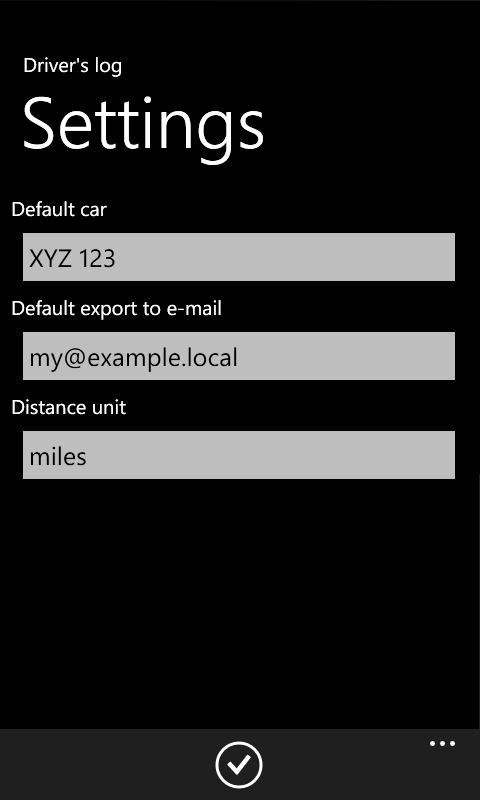 Driver's log
Settings
Default car
XYZ 123
Default export to e-mail
my@example.local
Distance unit
miles